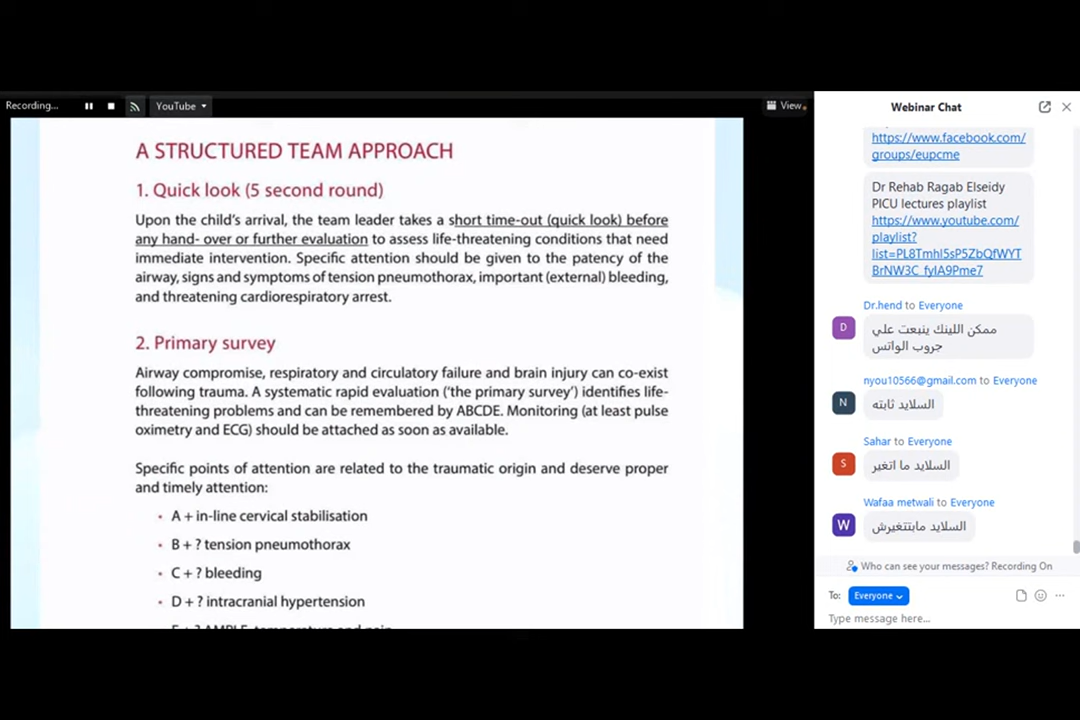 Recording...
YouTube
View
A STRUCTURED TEAM APPROACH
1. Quick look (5 second round)
Upon the child's arrival, the team leader takes a short time-out (quick look) before
any hand- over or further evaluation to assess life-threatening conditions that need
immediate intervention. Specific attention should be given to the patency of the
airway, signs and symptoms of tension pneumothorax, important (external) bleeding,
and threatening cardiorespiratory arrest.
2. Primary survey
Airway compromise, respiratory and circulatory failure and brain injury can co-exist
following trauma. A systematic rapid evaluation ('the primary survey') identifies life-
threatening problems and can be remembered by ABCDE. Monitoring (at least pulse
oximetry and ECG) should be attached as soon as available.
Specific points of attention are related to the traumatic origin and deserve proper
and timely attention:
• A + in-line cervical stabilisation
• B + ? tension pneumothorax
• C + ? bleeding
• D + ? intracranial hypertension
E + ? AMPLE, temperature and pain
Webinar Chat
https://www.facebook.com/
groups/eupcme
Dr Rehab Ragab Elseidy
PICU lectures playlist
https://www.youtube.com/
playlist?
list=PL8Tmhl5sP5ZbQfWYT
BrNW3C_fyIA9Pme7
Dr.hend to Everyone
D
ممكن اللينك ينبعت علي
جروب الواتس
nyou10566@gmail.com to Everyone
N
السلايد ثابته
Sahar to Everyone
S
السلايد ما اتغير
Wafaa metwali to Everyone
W
السلايد مابتتغيرش
Who can see your messages? Recording On
To: Everyone
Type message here...